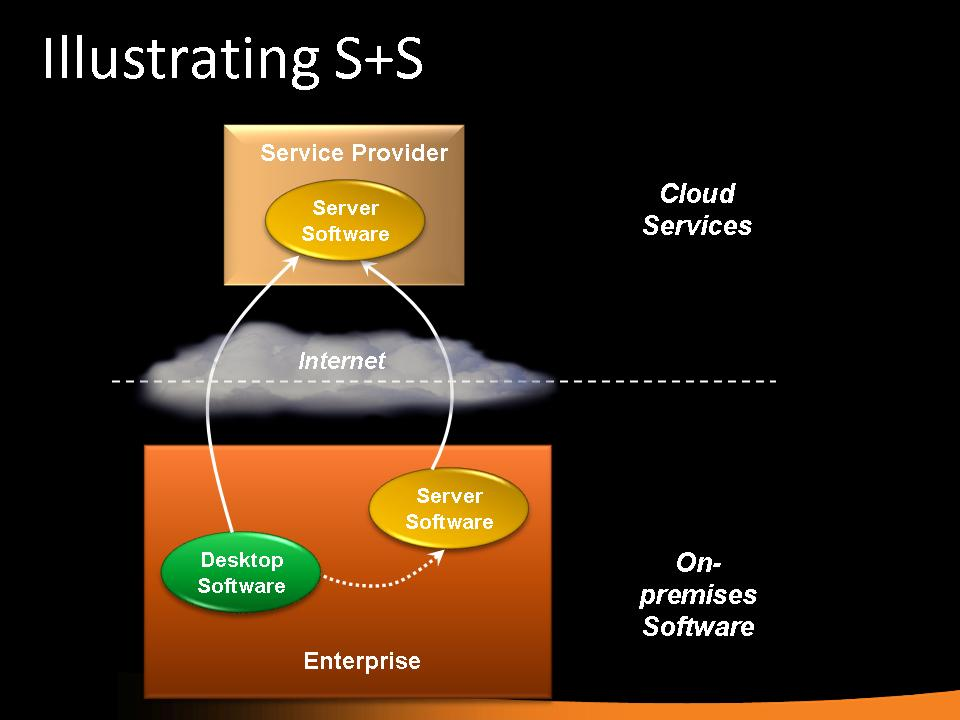 Illustrating S+S
Service Provider
Server
Software
Cloud
Services
Internet
Server
Software
Desktop
Software
On-
premises
Software
Enterprise